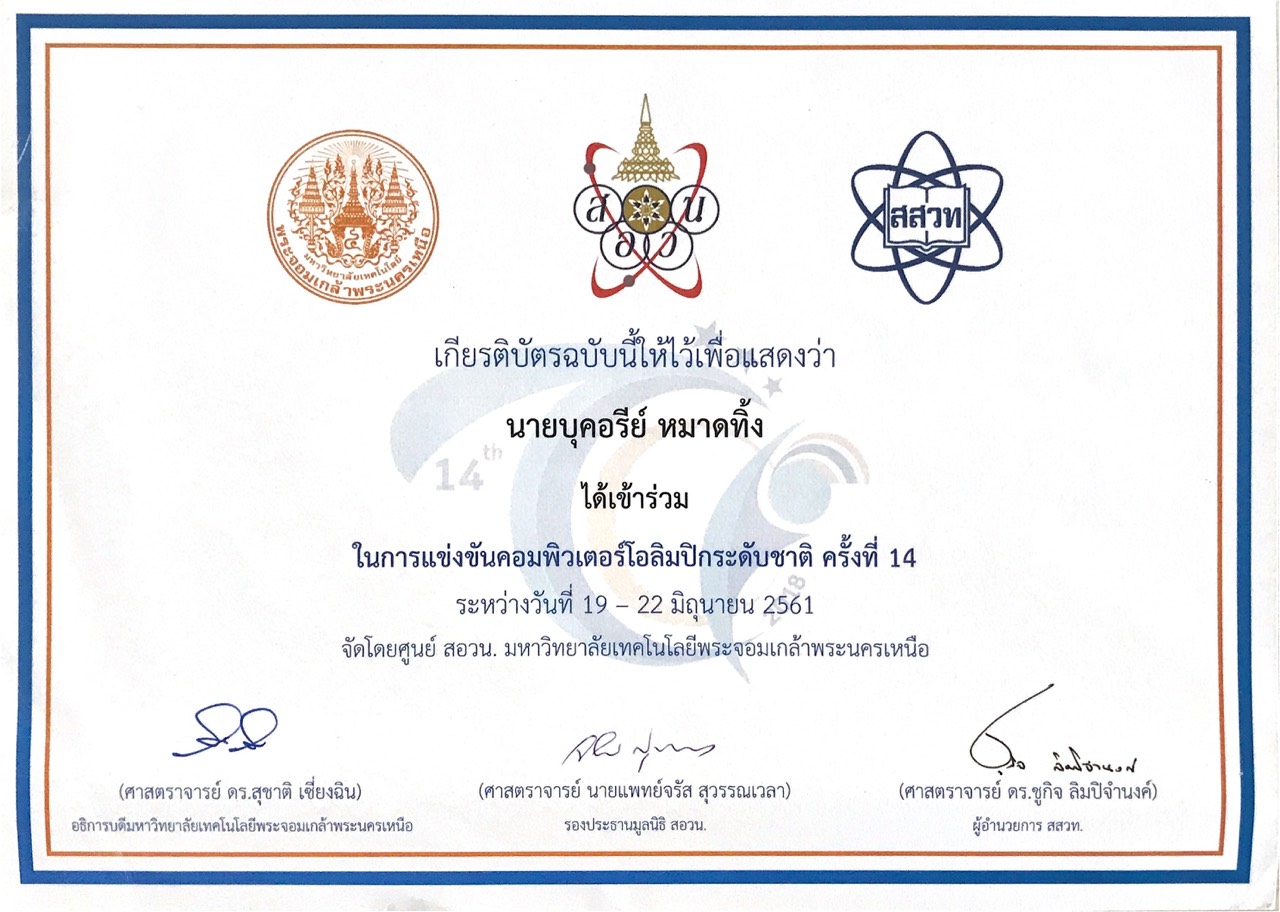 พระจอมเกล้าพระนครเหนือ
มหาวิทยาลัยเทคโนโลยี
ส
น
อ
ว
สสวท
เกียรติบัตรฉบับนี้ให้ไว้เพื่อแสดงว่า
นายบุคอรีย์ หมาดทิ้ง
14th
ได้เข้าร่วม
ในการแข่งขันคอมพิวเตอร์โอลิมปิกระดับชาติ ครั้งที่ 14
2018
ระหว่างวันที่ 19 – 22 มิถุนายน 2561
จัดโดยศูนย์ สอวน. มหาวิทยาลัยเทคโนโลยีพระจอมเกล้าพระนครเหนือ
(ศาสตราจารย์ ดร.สุชาติ เซี่ยงฉิน)
อธิการบดีมหาวิทยาลัยเทคโนโลยีพระจอมเกล้าพระนครเหนือ
(ศาสตราจารย์ นายแพทย์จรัส สุวรรณเวลา)
รองประธานมูลนิธิ สอวน.
(ศาสตราจารย์ ดร.ชูกิจ ลิมปิจำนงค์)
ผู้อำนวยการ สสวท.